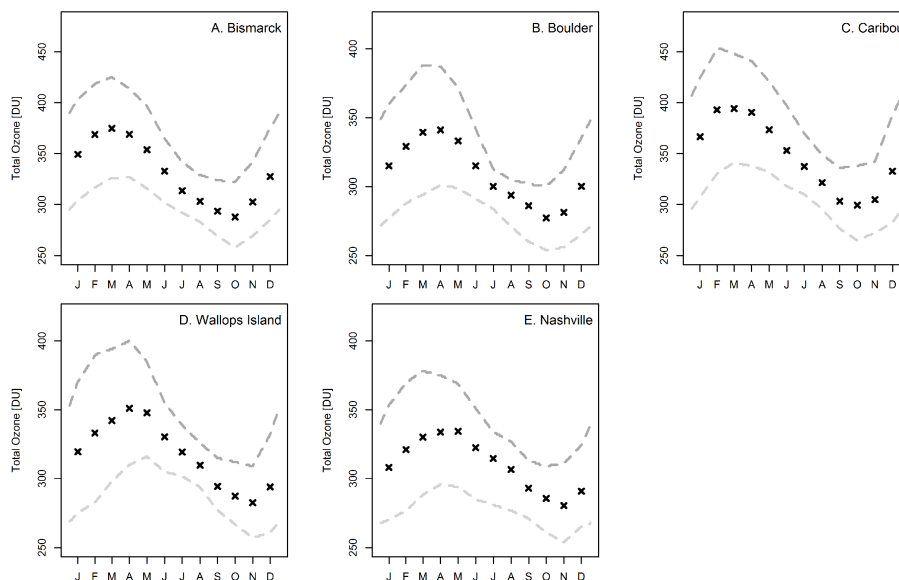 A. Bismarck
Total Ozone [DU]
450
400
350
300
250
J F M A M J J A S O N D
B. Boulder
Total Ozone [DU]
400
350
300
250
J F M A M J J A S O N D
C. Caribou
Total Ozone [DU]
450
400
350
300
250
J F M A M J J A S O N D
D. Wallops Island
Total Ozone [DU]
400
350
300
250
J F M A M J J A S O N D
E. Nashville
Total Ozone [DU]
400
350
300
250
J F M A M J J A S O N D